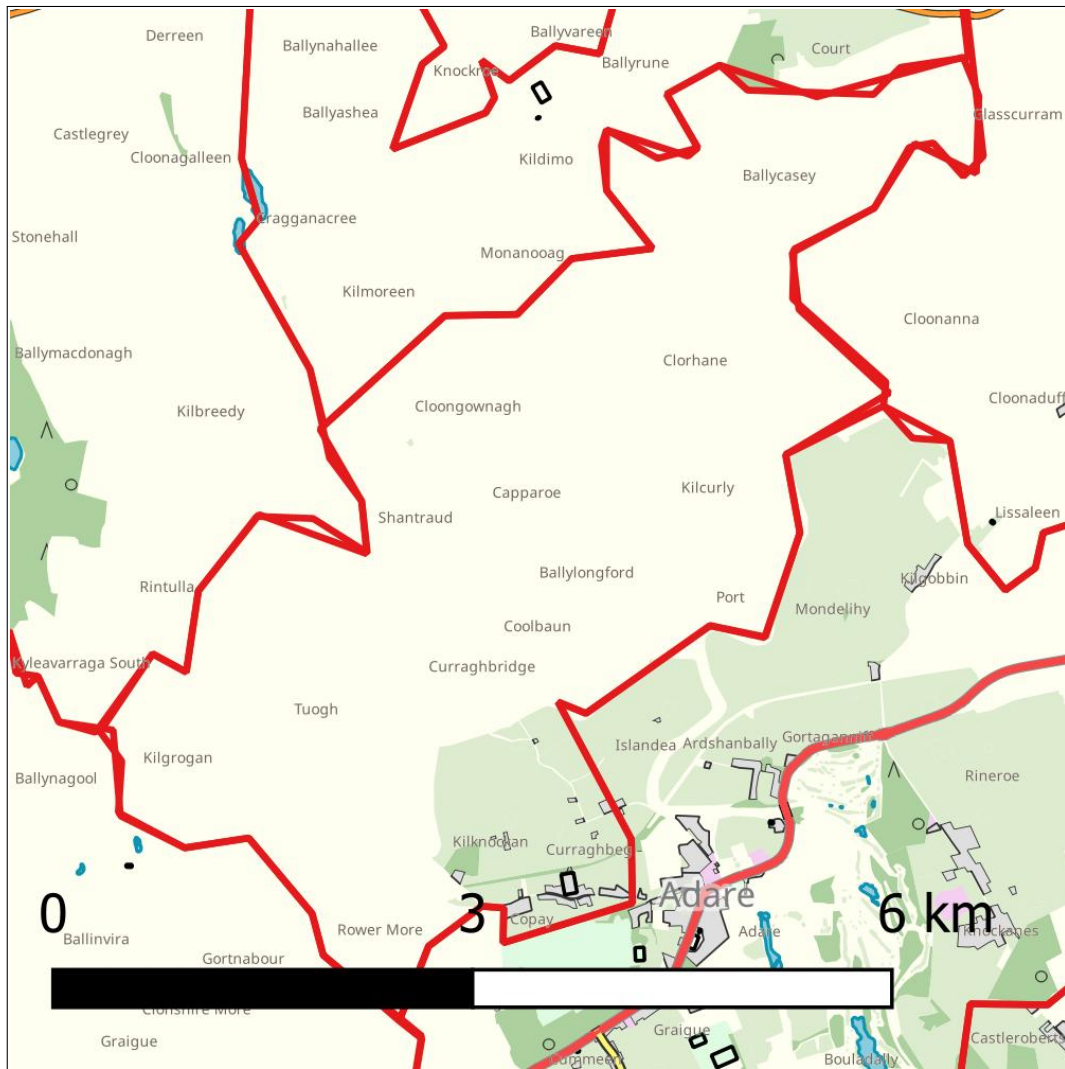 Derreen
Ballynahallee
Ballyvareen
Court
Knockroe
Ballyrune
Ballyashea
Glasscurram
Castlegrey
Cloonagalleen
Kildimo
Ballycasey
Cragganacree
Stonehall
Monanooag
Kilmoreen
Cloonanna
Ballymacdonagh
Clorhane
Kilbreedy
Cloongownagh
Cloonaduff
Capparoe
Kilcurly
Shantraud
Lissaleen
Ballylongford
Kilgobbin
Rintulla
Port
Mondelihy
Coolbaun
Kyleavarraga South
Curraghbridge
Tuogh
Islandea
Ardshanbally
Gortaganniff
Kilgrogan
Ballynagool
Rineroe
Kilknockan
Curraghbeg
Adare
0
3
6 km
Copay
Rower More
Adare
Knockanes
Ballinvira
Gortnabour
Clonshire More
Graigue
Graigue
Castleroberts
Cummeen
Bouladally